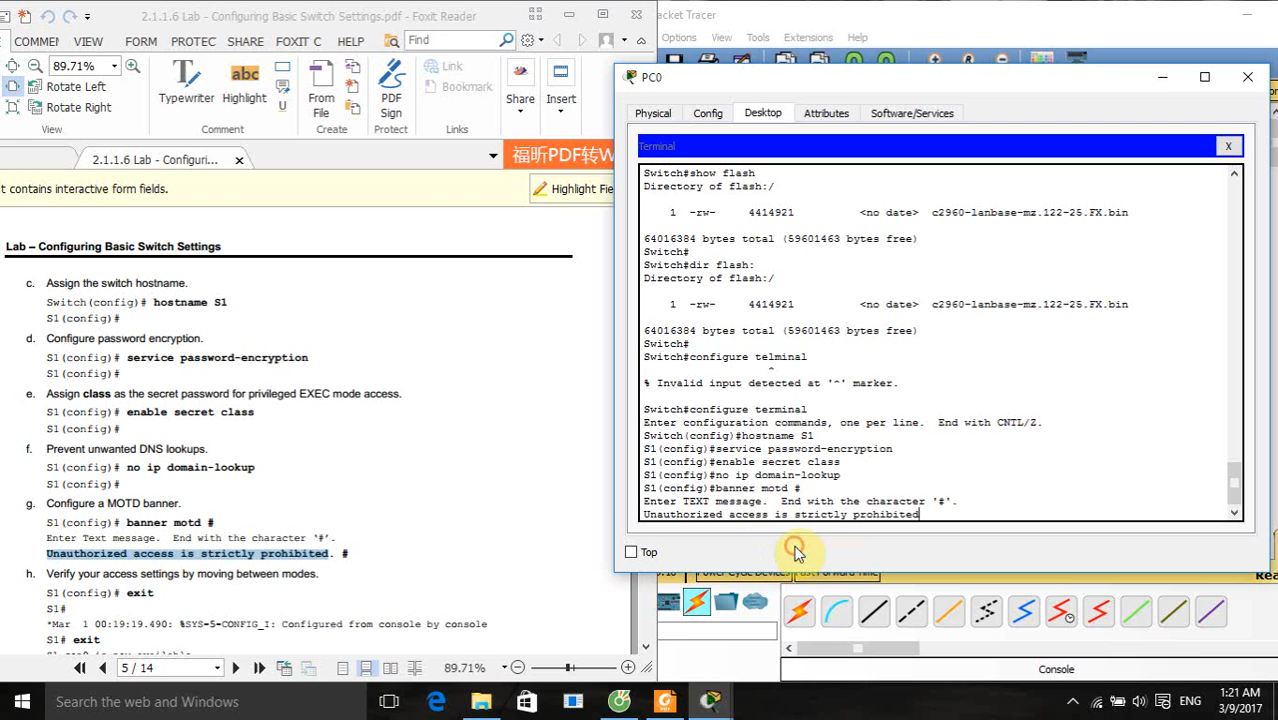 2.1.1.6 Lab - Configuring Basic Switch Settings.pdf - Foxit Reader
COMMEN VIEW FORM PROTEC SHARE FOXIT C HELP Find
89.71%
Rotate Left
Rotate Right
View
Typewriter
Highlight
Comment
From File
Create
PDF Sign
Protect
Link
Bookmark
Links
Share
Insert
2.1.1.6 Lab - Configuri...
福昕PDF转W
t contains interactive form fields.
Highlight Fie
Lab – Configuring Basic Switch Settings
c. Assign the switch hostname.
Switch(config)# hostname S1
S1(config)#
d. Configure password encryption.
S1(config)# service password-encryption
S1(config)#
e. Assign class as the secret password for privileged EXEC mode access.
S1(config)# enable secret class
S1(config)#
f. Prevent unwanted DNS lookups.
S1(config)# no ip domain-lookup
S1(config)#
g. Configure a MOTD banner.
S1(config)# banner motd #
Enter Text message.  End with the character ‘#’.
Unauthorized access is strictly prohibited. #
h. Verify your access settings by moving between modes.
S1(config)# exit
S1#
*Mar  1 00:19:19.490: %SYS-5-CONFIG_I: Configured from console by console
S1# exit
5 / 14
89.71%
acket Tracer
Options View Tools Extensions Help
PC0
Physical Config Desktop Attributes Software/Services
Terminal
X
Switch#show flash
Directory of flash:/
1 -rw- 4414921 <no date> c2960-lanbase-mz.122-25.FX.bin
64016384 bytes total (59601463 bytes free)
Switch#
Switch#dir flash:
Directory of flash:/
1 -rw- 4414921 <no date> c2960-lanbase-mz.122-25.FX.bin
64016384 bytes total (59601463 bytes free)
Switch#
Switch#configure telminal
^
% Invalid input detected at '^' marker.
Switch#configure terminal
Enter configuration commands, one per line.  End with CNTL/Z.
Switch(config)#hostname S1
S1(config)#service password-encryption
S1(config)#enable secret class
S1(config)#no ip domain-lookup
S1(config)#banner motd #
Enter TEXT message.  End with the character '#'.
Unauthorized access is strictly prohibited
Top
Console
Search the web and Windows
ENG
1:21 AM
3/9/2017